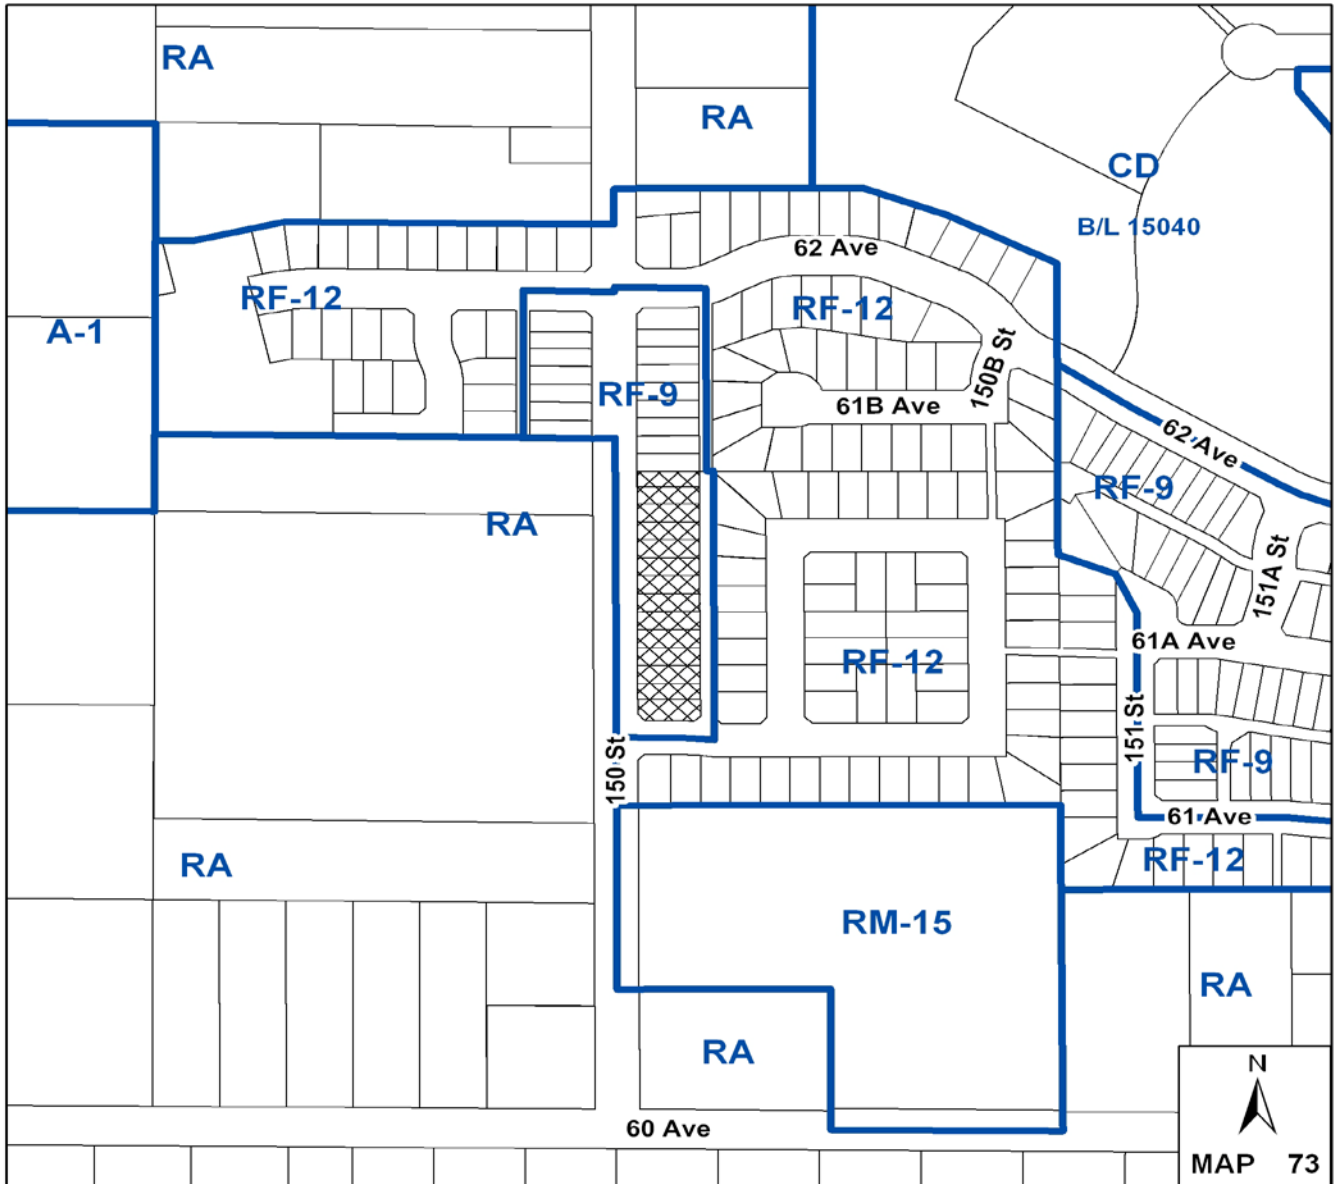 RA
RA
CD
B/L 15040
62 Ave
RF-12
RF-12
A-1
150B St
RF-9
61B Ave
62 Ave
RF-9
RA
151A St
61A Ave
RF-12
151 St
150 St
RF-9
61 Ave
RF-12
RA
RM-15
RA
RA
60 Ave
N
MAP 73